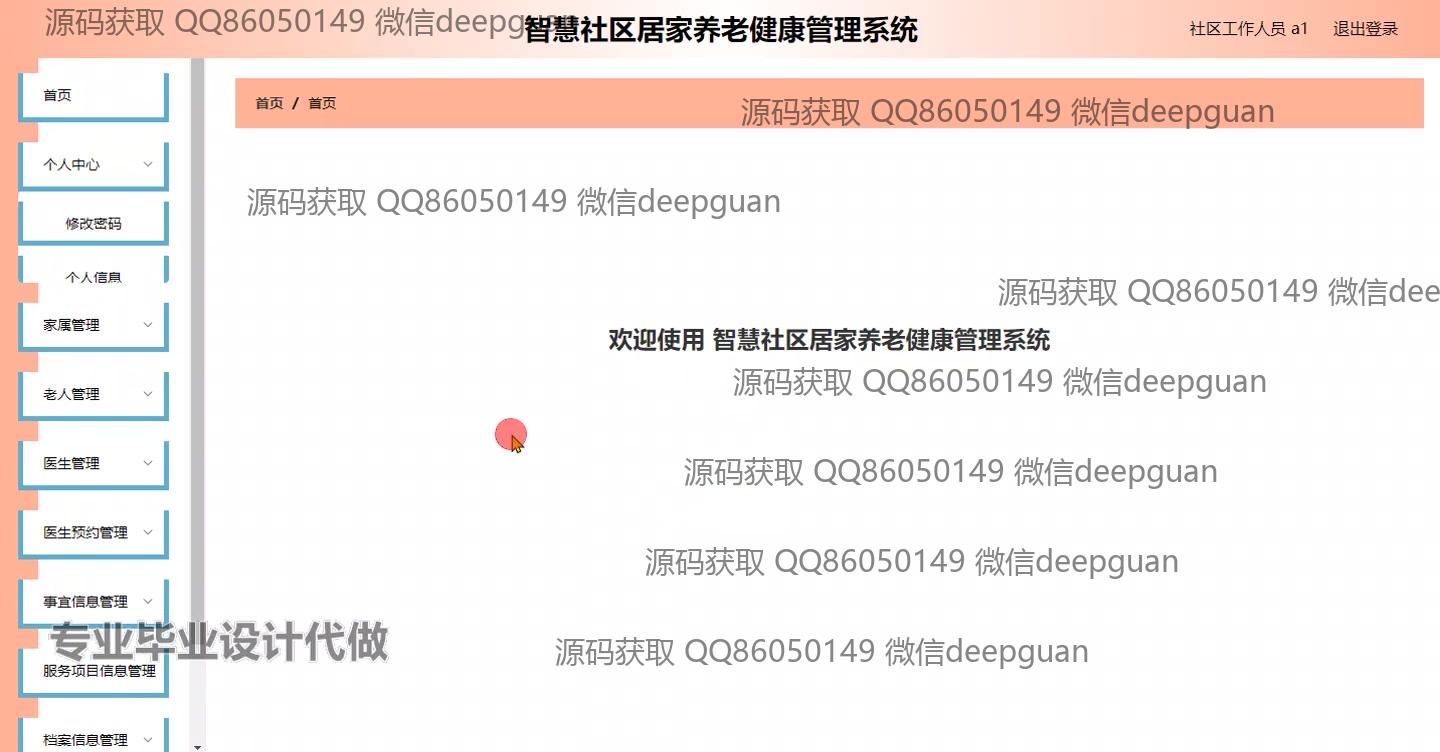 源码获取 QQ86050149 微信deepguan
智慧社区居家养老健康管理系统
社区工作人员 a1
退出登录
首页
首页 / 首页
源码获取 QQ86050149 微信deepguan
个人中心
修改密码
源码获取 QQ86050149 微信deepguan
个人信息
源码获取 QQ86050149 微信dee
家属管理
欢迎使用 智慧社区居家养老健康管理系统
老人管理
源码获取 QQ86050149 微信deepguan
医生管理
源码获取 QQ86050149 微信deepguan
医生预约管理
源码获取 QQ86050149 微信deepguan
事宜信息管理
专业毕业设计代做
源码获取 QQ86050149 微信deepguan
服务项目信息管理
档案信息管理